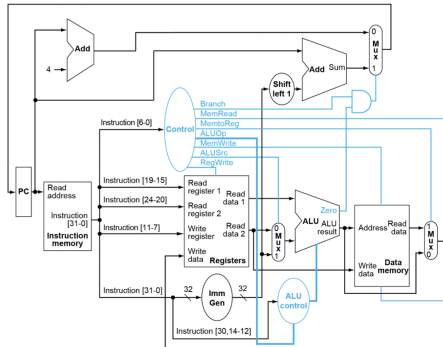 Add
4
Add
Sum
0
M
u
x
1
Shift
left 1
Branch
MemRead
MemtoReg
ALUOp
MemWrite
ALUSrc
RegWrite
Control
Instruction [6-0]
PC
Read
address
Instruction
[31-0]
Instruction
memory
Instruction [19-15]
Instruction [24-20]
Instruction [11-7]
Read
register 1
Read
register 2
Write
register
Write
data
Read
data 1
Read
data 2
Registers
0
M
u
x
1
Zero
ALU
ALU
result
Address
Read
data
Write
data
Data
memory
1
M
u
x
0
Instruction [31-0]
32
Imm
Gen
32
ALU
control
Instruction [30,14-12]